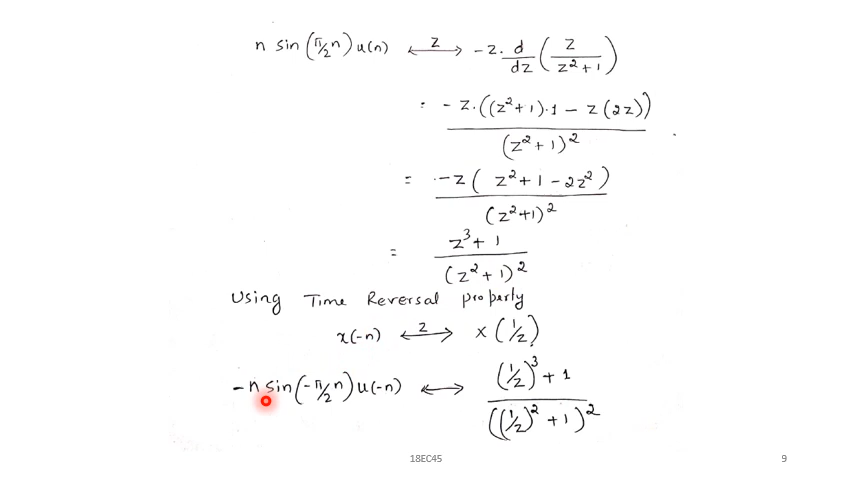 n sin(π/2 n) u(n) ⟷ᶻ -z. d/dz (z/(z²+1))
= -z.((z²+1).1 - z(2z)) / (z²+1)²
= -z(z²+1-2z²) / (z²+1)²
= z³+1 / (z²+1)²
Using Time Reversal property
x(-n) ⟷ᶻ X(1/z)
-n sin(-π/2 n) u(-n) ⟷ (1/z)³+1 / ((1/z)²+1)²
18EC45 9